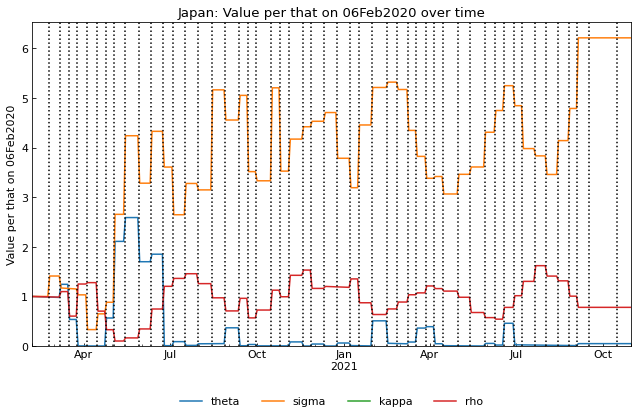 Japan: Value per that on 06Feb2020 over time
Value per that on 06Feb2020
6
5
4
3
2
1
0
Apr Jul Oct Jan Apr Jul Oct
2021
theta sigma kappa rho